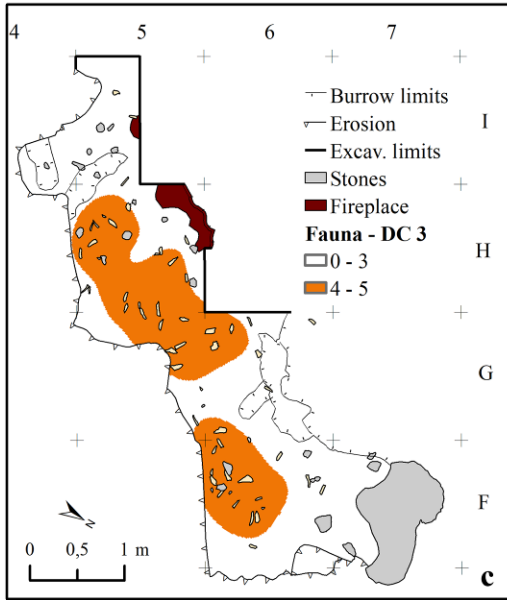 4 5 6 7
Burrow limits
I
Erosion
Excav. limits
Stones
Fireplace
Fauna - DC 3
H
0 - 3
4 - 5
G
F
N
0 0,5 1 m
c